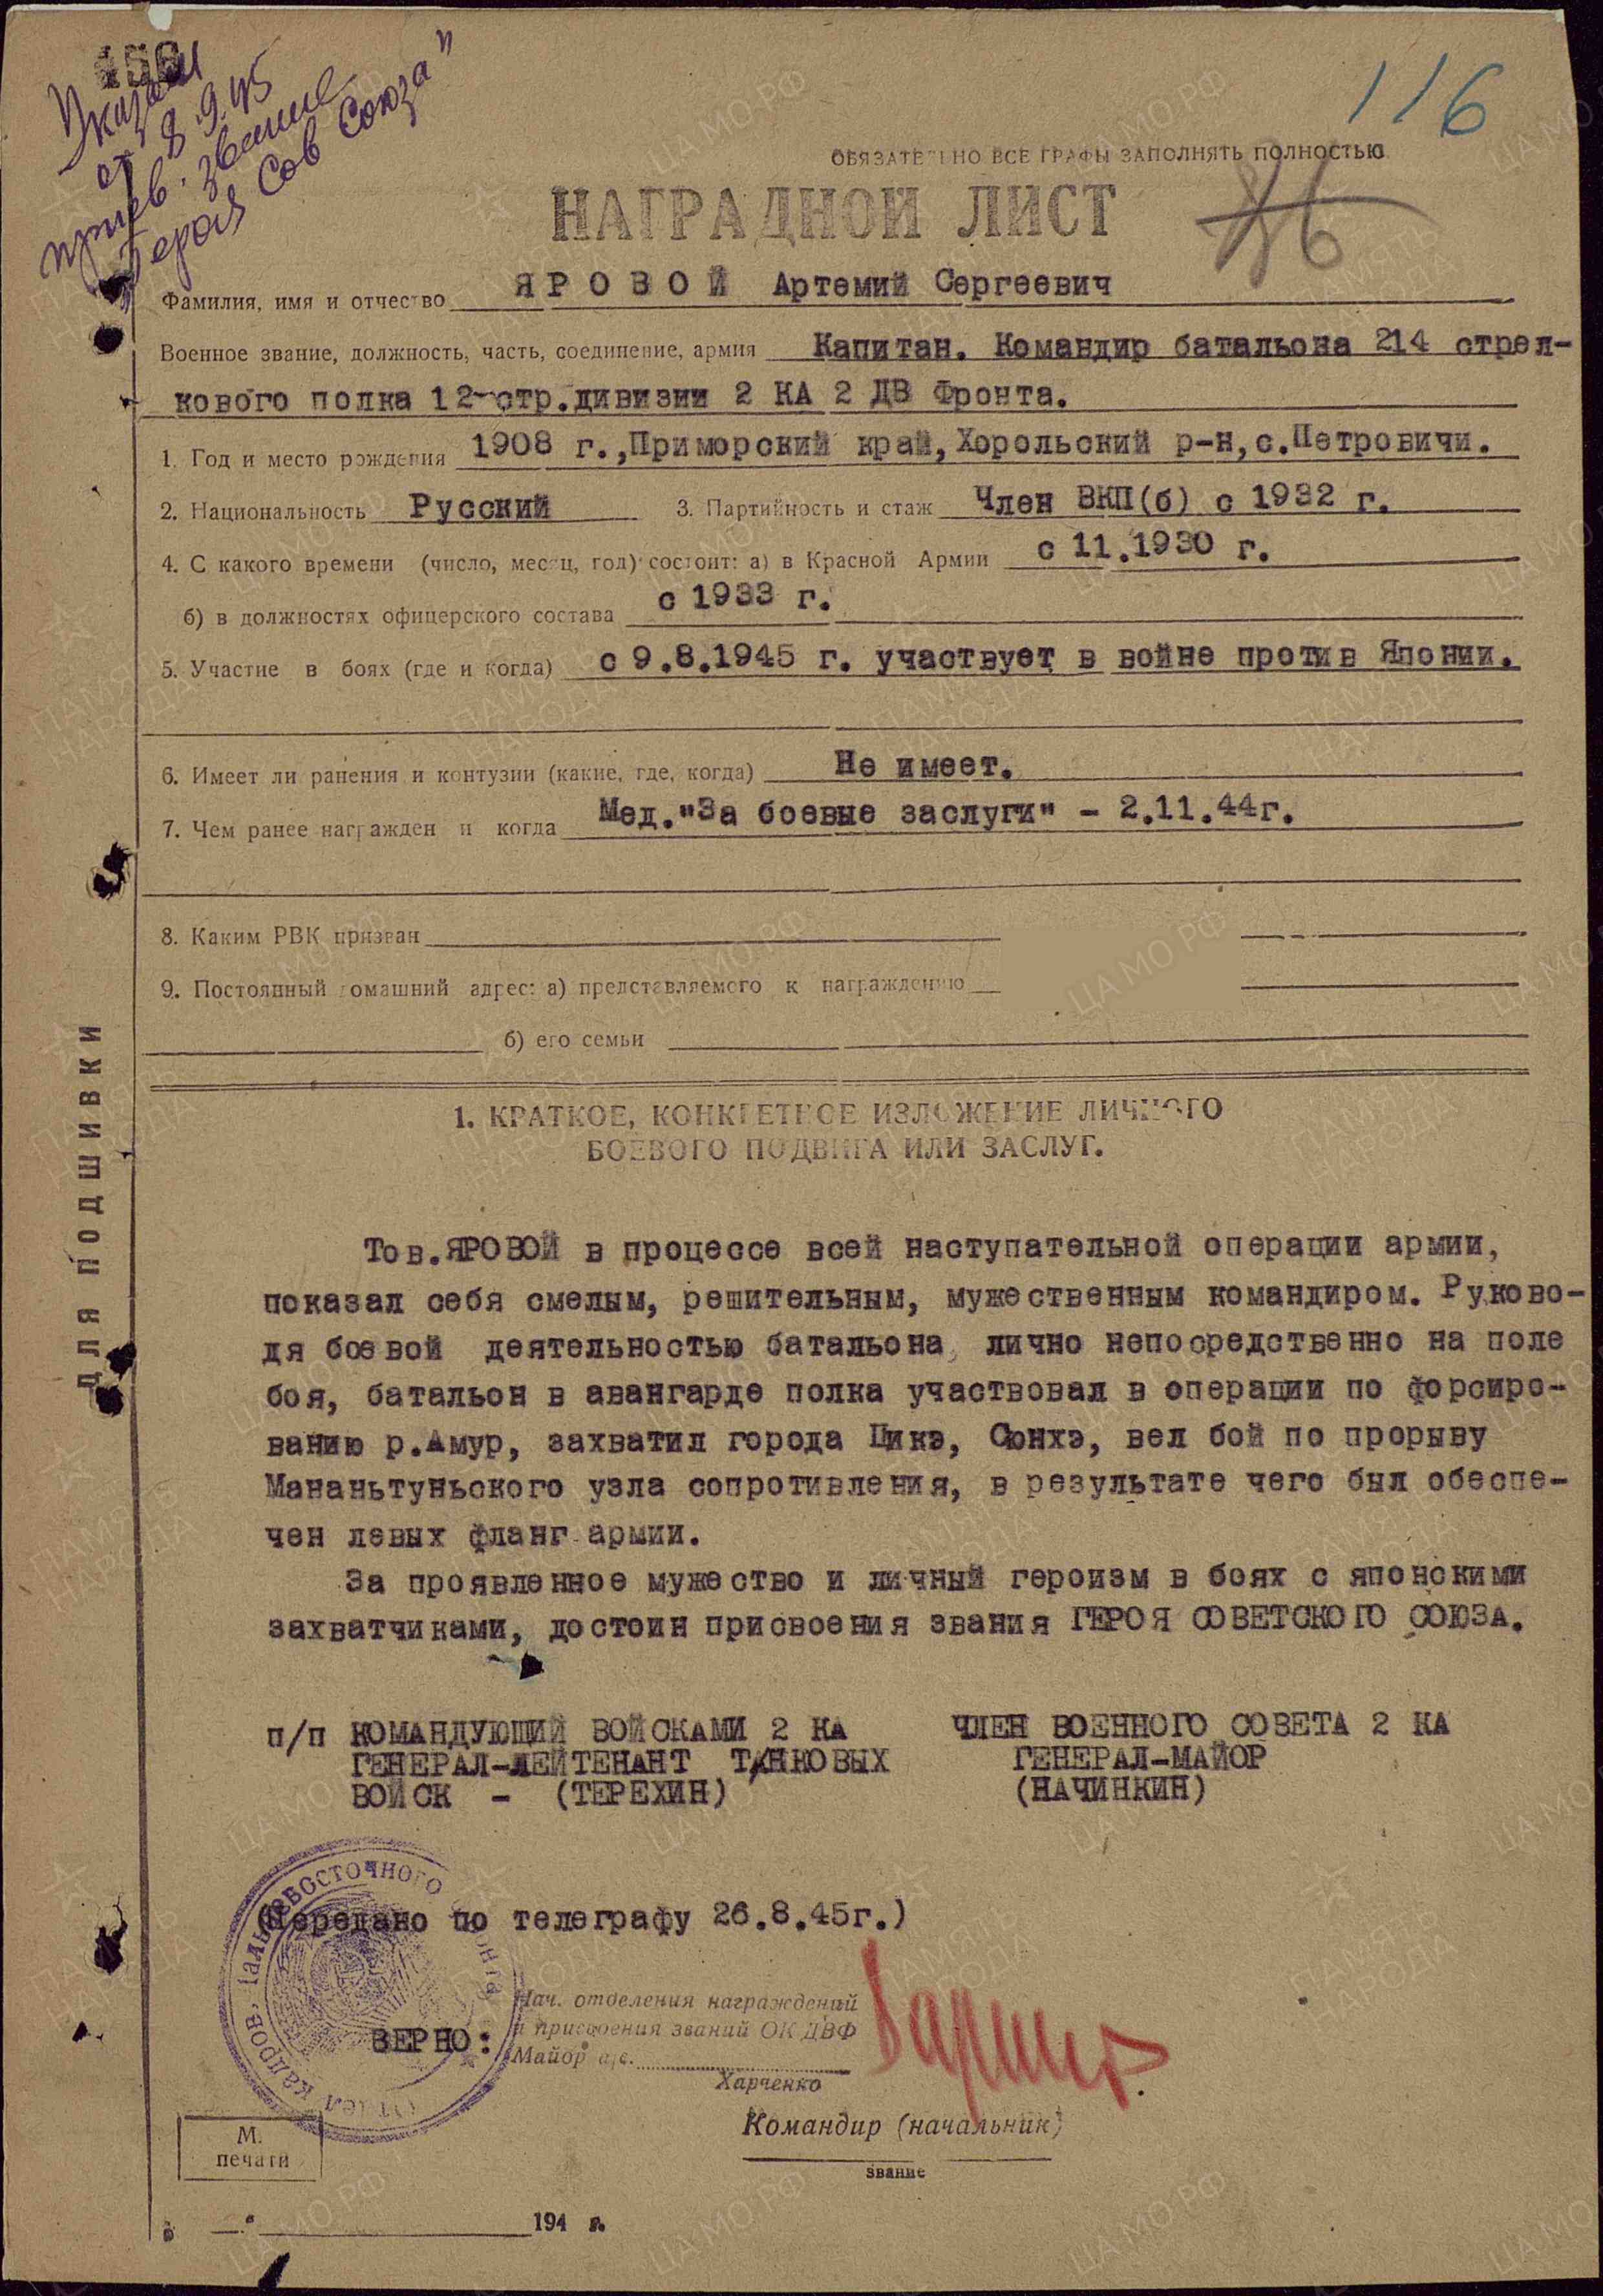 156
Указом
от 8.9.45
присв. звание
"Героя Сов Союза"
116
ОБЯЗАТЕЛЬНО ВСЕ ГРАФЫ ЗАПОЛНЯТЬ ПОЛНОСТЬЮ
НАГРАДНОЙ ЛИСТ
Фамилия, имя и отчество ЯРОВОЙ Артемий Сергеевич
Военное звание, должность, часть, соединение, армия Капитан. Командир батальона 214 стрел-
кового полка 12 стр.дивизии 2 КА 2 ДВ Фронта.
1. Год и место рождения 1908 г.,Приморский край,Хорольский р-н,с.Петровичи.
2. Национальность Русский 3. Партийность и стаж Член ВКП(б) с 1932 г.
4. С какого времени (число, месяц, год) состоит: а) в Красной Армии с 11.1930 г.
б) в должностях офицерского состава с 1933 г.
5. Участие в боях (где и когда) с 9.8.1945 г. участвует в войне против Японии.
6. Имеет ли ранения и контузии (какие, где, когда) Не имеет.
7. Чем ранее награжден и когда Мед."За боевые заслуги" - 2.11.44г.
8. Каким РВК призван
9. Постоянный домашний адрес: а) представляемого к награждению
б) его семьи
ДЛЯ ПОДШИВКИ
1. КРАТКОЕ, КОНКРЕТНОЕ ИЗЛОЖЕНИЕ ЛИЧНОГО
БОЕВОГО ПОДВИГА ИЛИ ЗАСЛУГ.
Тов.ЯРОВОЙ в процессе всей наступательной операции армии,
показал себя смелым, решительным, мужественным командиром. Руково-
дя боевой деятельностью батальона, лично непосредственно на поле
боя, батальон в авангарде полка участвовал в операции по форсиро-
ванию р.Амур, захватил города Цикэ, Сюнхэ, вел бой по прорыву
Мананьтуньского узла сопротивления, в результате чего был обеспе-
чен левых фланг армии.
За проявленное мужество и личный героизм в боях с японскими
захватчиками, достоин присвоения звания ГЕРОЯ СОВЕТСКОГО СОЮЗА.
п/п КОМАНДУЮЩИЙ ВОЙСКАМИ 2 КА ЧЛЕН ВОЕННОГО СОВЕТА 2 КА
ГЕНЕРАЛ-ЛЕЙТЕНАНТ ТАНКОВЫХ ГЕНЕРАЛ-МАЙОР
ВОЙСК - (ТЕРЕХИН) (НАЧИНКИН)
(Передано по телеграфу 26.8.45г.)
Нач. отделения награждений
ВЕРНО: и присвоения званий ОК ДВФ
Майор а/с.
Харченко
Отдел кадров Дальневосточного
М.
печати
Командир (начальник)
звание
194 г.
ПАМЯТЬ НАРОДА
ЦА МО РФ